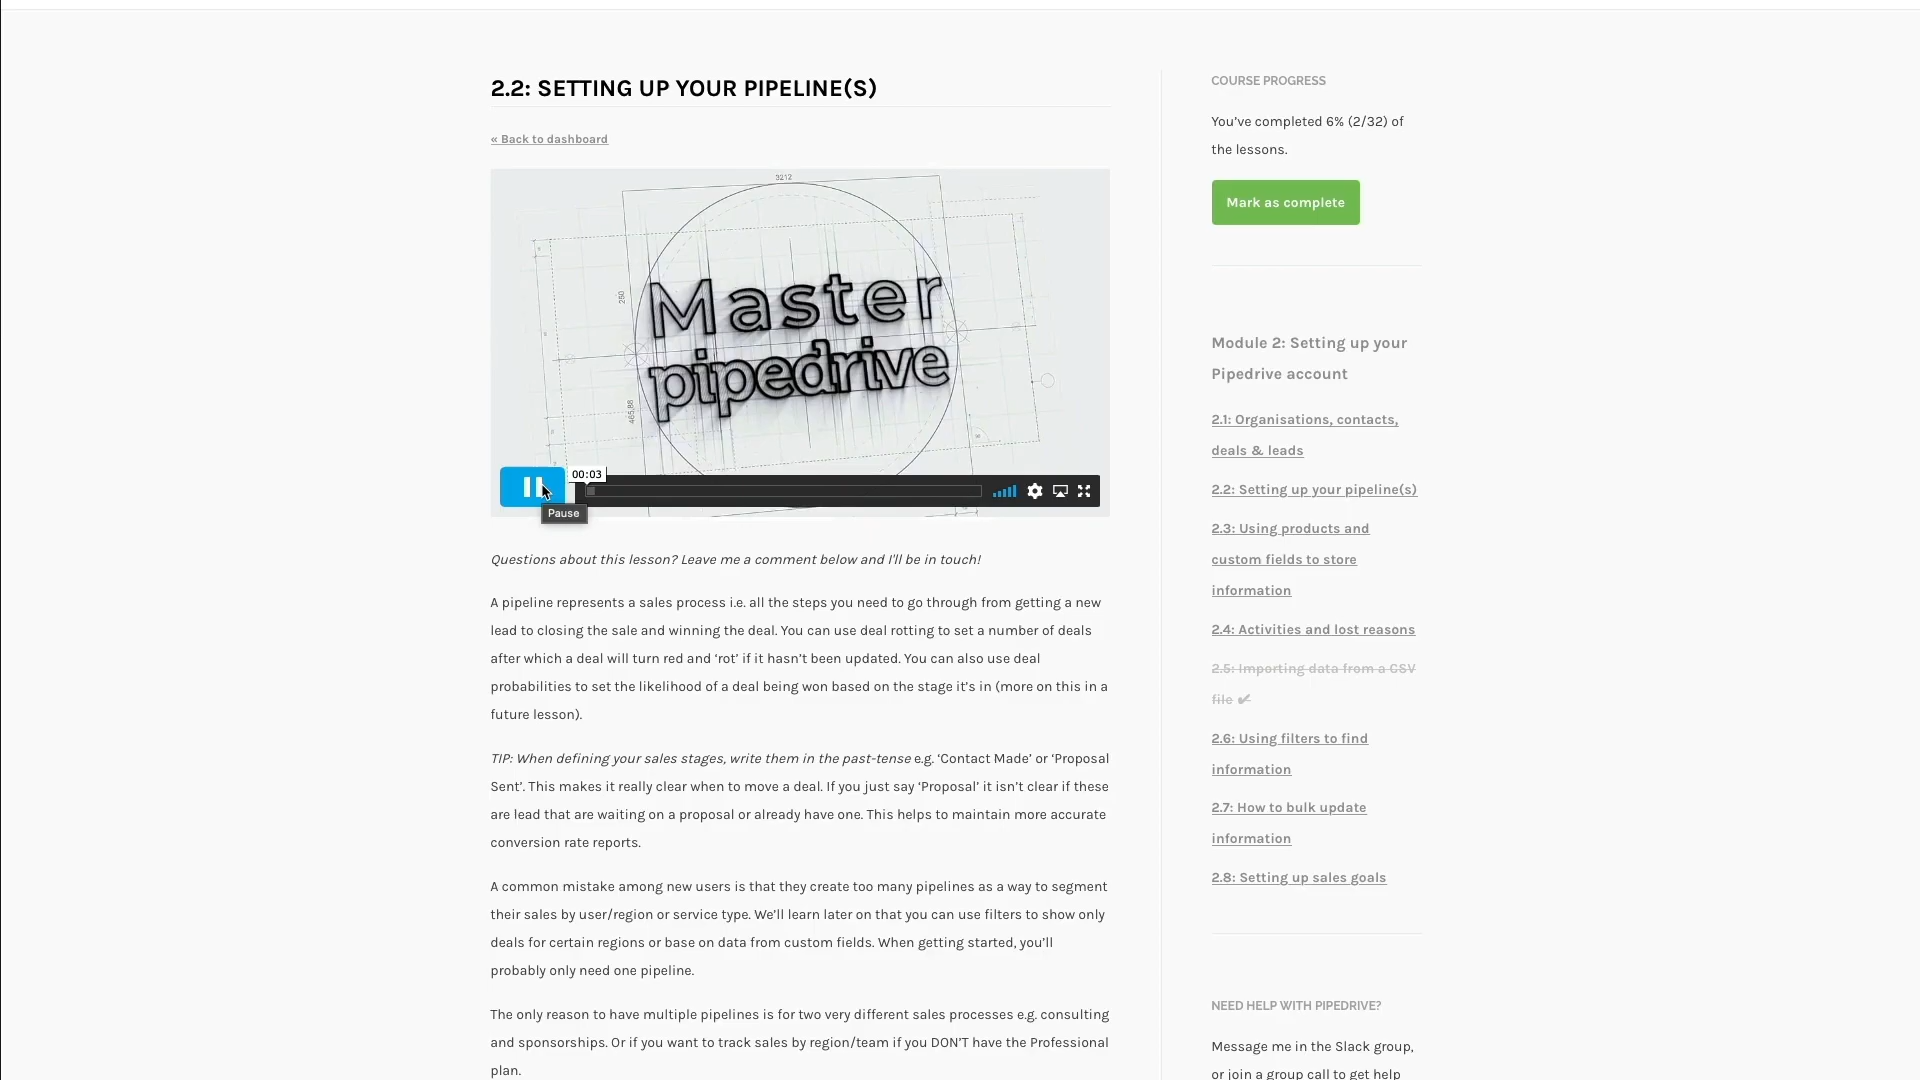 2.2: SETTING UP YOUR PIPELINE(S)
« Back to dashboard
3212
250
465,88
Master
pipedrive
00:03
Pause
Questions about this lesson? Leave me a comment below and I'll be in touch!
A pipeline represents a sales process i.e. all the steps you need to go through from getting a new
lead to closing the sale and winning the deal. You can use deal rotting to set a number of deals
after which a deal will turn red and ‘rot’ if it hasn’t been updated. You can also use deal
probabilities to set the likelihood of a deal being won based on the stage it’s in (more on this in a
future lesson).
TIP: When defining your sales stages, write them in the past-tense e.g. ‘Contact Made’ or ‘Proposal
Sent’. This makes it really clear when to move a deal. If you just say ‘Proposal’ it isn’t clear if these
are lead that are waiting on a proposal or already have one. This helps to maintain more accurate
conversion rate reports.
A common mistake among new users is that they create too many pipelines as a way to segment
their sales by user/region or service type. We’ll learn later on that you can use filters to show only
deals for certain regions or base on data from custom fields. When getting started, you’ll
probably only need one pipeline.
The only reason to have multiple pipelines is for two very different sales processes e.g. consulting
and sponsorships. Or if you want to track sales by region/team if you DON’T have the Professional
plan.
COURSE PROGRESS
You’ve completed 6% (2/32) of
the lessons.
Mark as complete
Module 2: Setting up your
Pipedrive account
2.1: Organisations, contacts,
deals & leads
2.2: Setting up your pipeline(s)
2.3: Using products and
custom fields to store
information
2.4: Activities and lost reasons
2.5: Importing data from a CSV
file ✔
2.6: Using filters to find
information
2.7: How to bulk update
information
2.8: Setting up sales goals
NEED HELP WITH PIPEDRIVE?
Message me in the Slack group,
or join a group call to get help